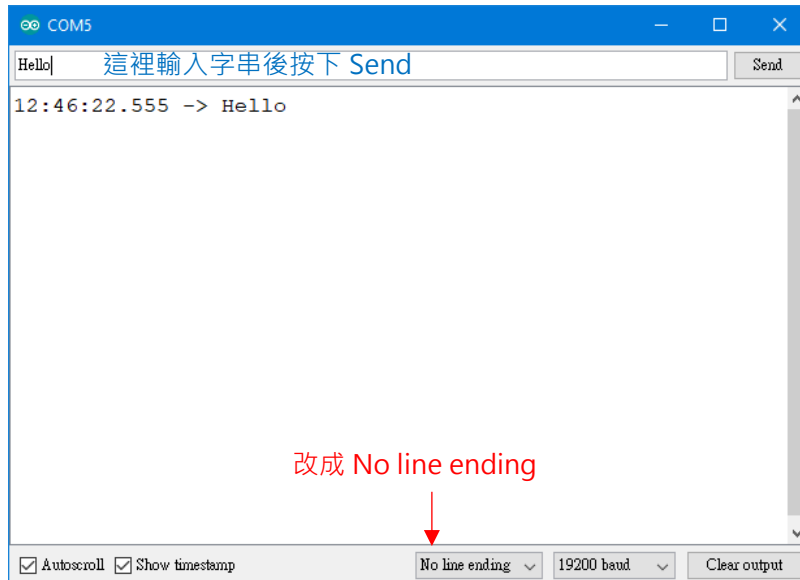 COM5
Hello 這裡輸入字串後按下 Send
Send
12:46:22.555 -> Hello
改成 No line ending
Autoscroll Show timestamp No line ending 19200 baud Clear output